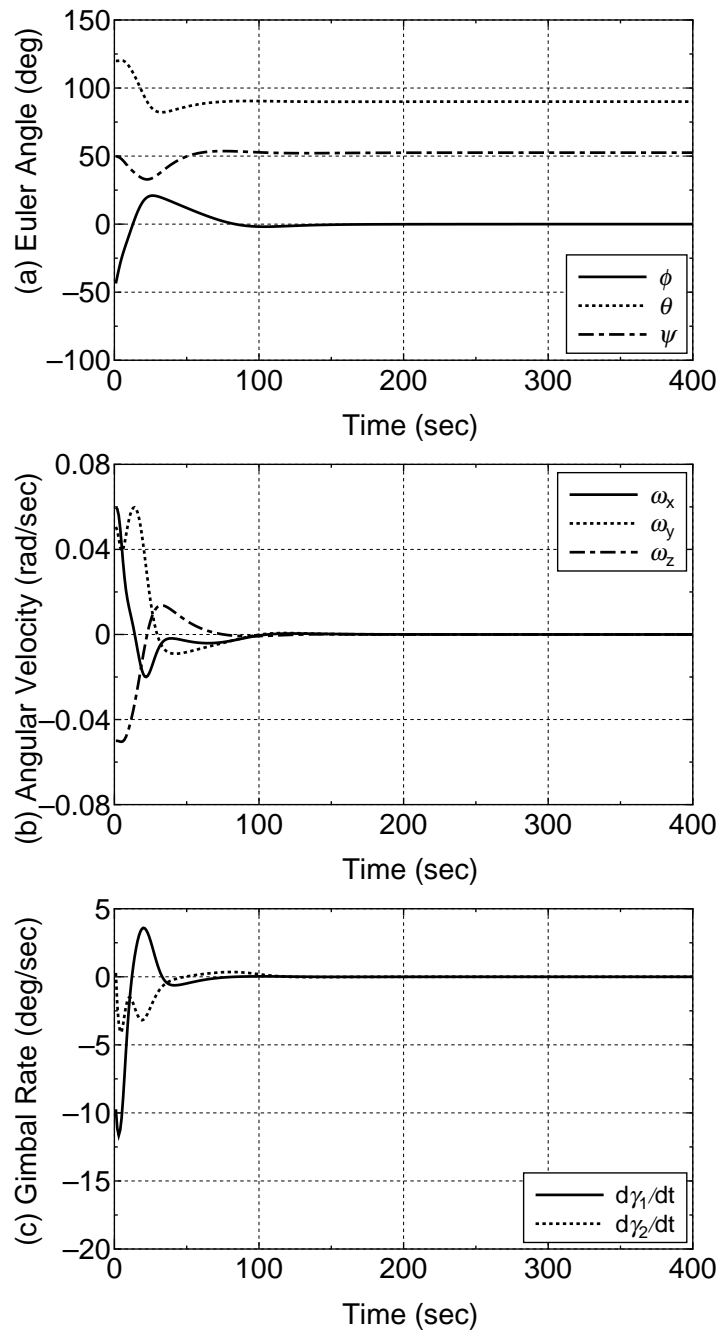 (a) Euler Angle (deg)
150
100
50
0
−50
−100
0
100
200
300
400
ϕ
θ
ψ
Time (sec)
(b) Angular Velocity (rad/sec)
0.08
0.04
0
−0.04
−0.08
0
100
200
300
400
ωx
ωy
ωz
Time (sec)
(c) Gimbal Rate (deg/sec)
5
0
−5
−10
−15
−20
0
100
200
300
400
dγ1/dt
dγ2/dt
Time (sec)